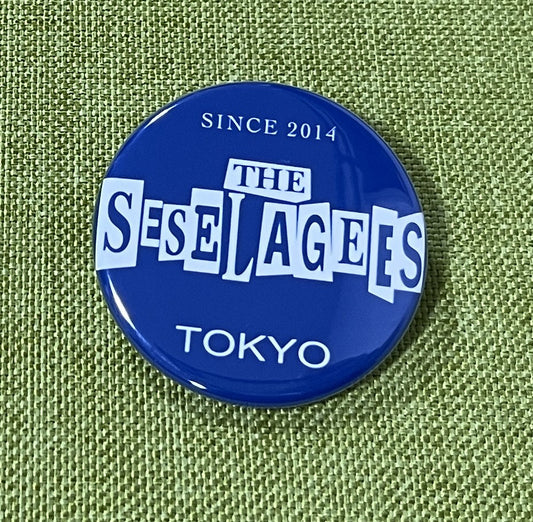 SINCE 2014
THE
SESELAGEES
TOKYO